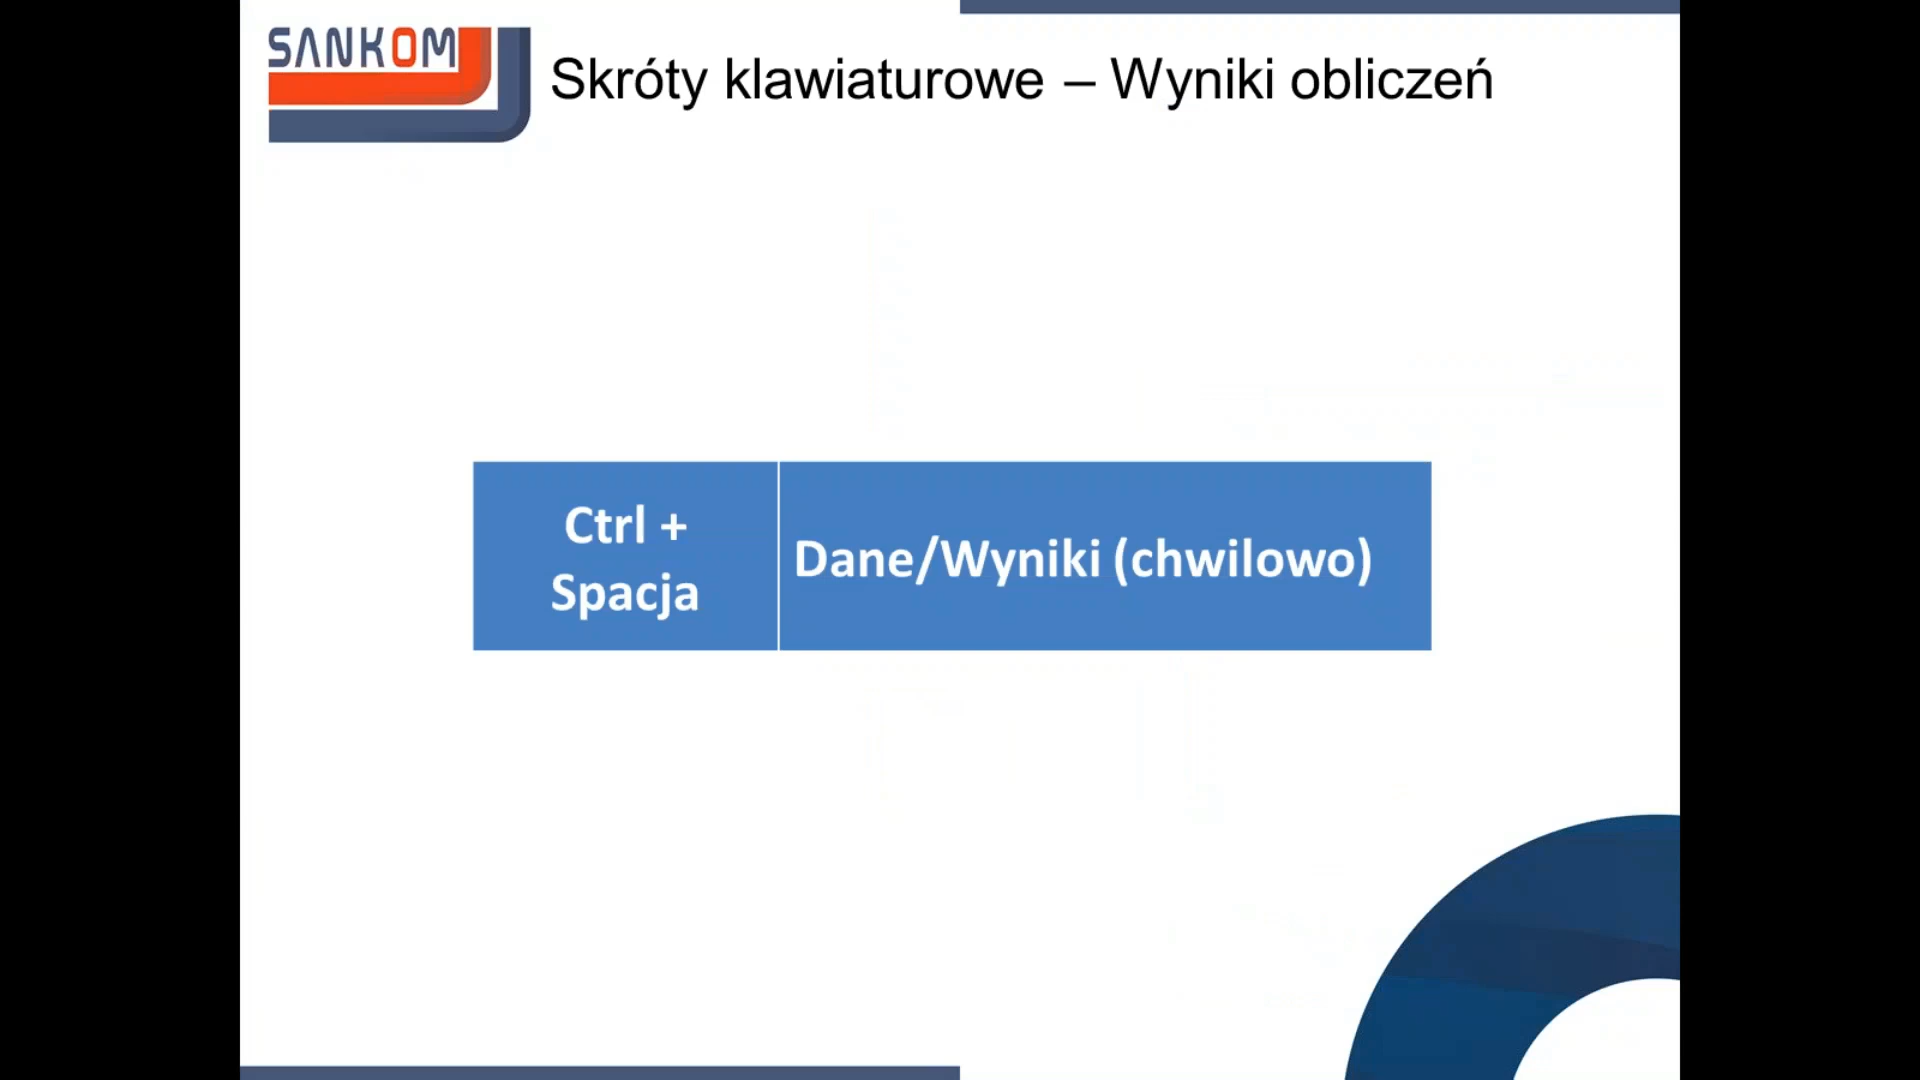 SANKOM
Skróty klawiaturowe – Wyniki obliczeń
Ctrl +
Spacja
Dane/Wyniki (chwilowo)